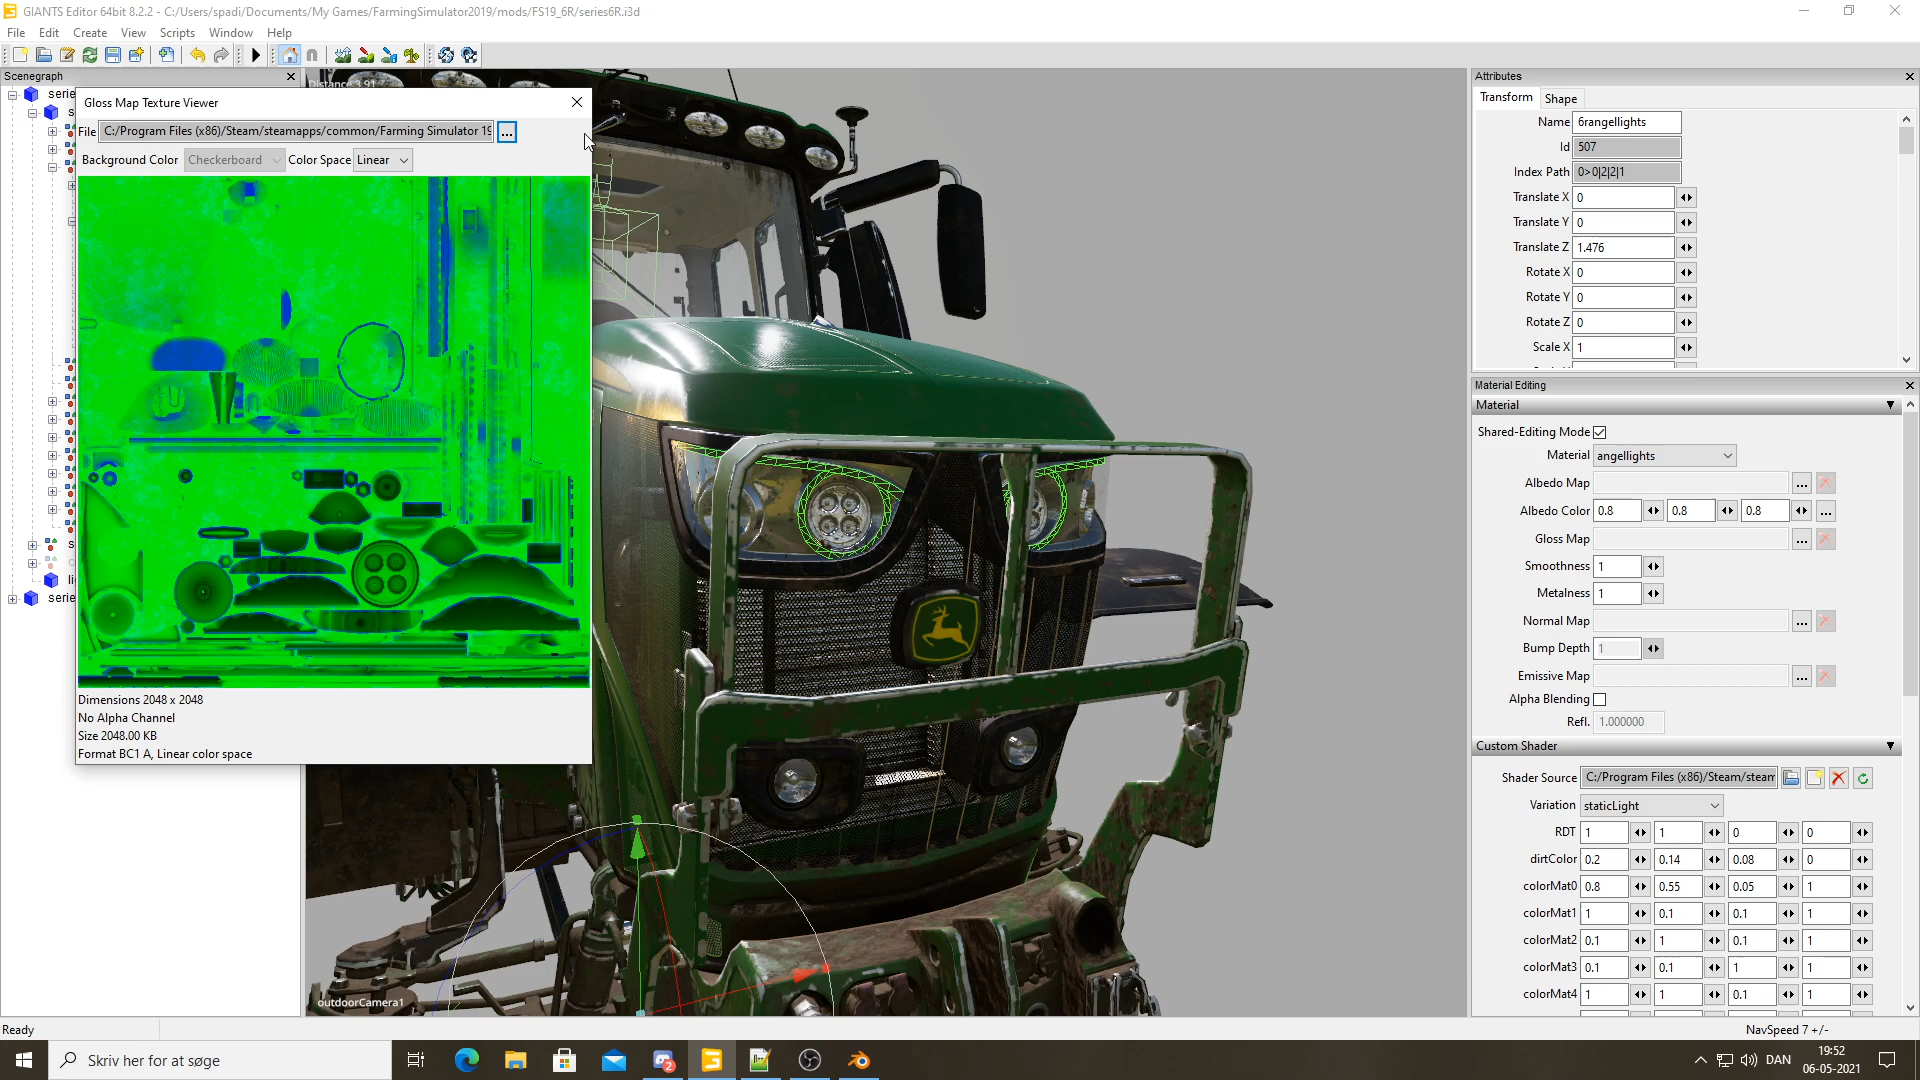 GIANTS Editor 64bit 8.2.2 - C:/Users/spadi/Documents/My Games/FarmingSimulator2019/mods/FS19_6R/series6R.i3d
File Edit Create View Scripts Window Help
Scenegraph
serie
s
s
li
serie
Gloss Map Texture Viewer
File C:/Program Files (x86)/Steam/steamapps/common/Farming Simulator 19 ...
Background Color Checkerboard Color Space Linear
Dimensions 2048 x 2048
No Alpha Channel
Size 2048.00 KB
Format BC1 A, Linear color space
Distance 3.91
outdoorCamera1
Attributes
Transform Shape
Name 6rangellights
Id 507
Index Path 0>0|2|2|1
Translate X 0
Translate Y 0
Translate Z 1.476
Rotate X 0
Rotate Y 0
Rotate Z 0
Scale X 1
Material Editing
Material
Shared-Editing Mode
Material angellights
Albedo Map ...
Albedo Color 0.8 0.8 0.8 ...
Gloss Map ...
Smoothness 1
Metalness 1
Normal Map ...
Bump Depth 1
Emissive Map ...
Alpha Blending
Refl. 1.000000
Custom Shader
Shader Source C:/Program Files (x86)/Steam/steam
Variation staticLight
RDT 1 1 0 0
dirtColor 0.2 0.14 0.08 0
colorMat0 0.8 0.55 0.05 1
colorMat1 1 0.1 0.1 1
colorMat2 0.1 1 0.1 1
colorMat3 0.1 0.1 1 1
colorMat4 1 1 0.1 1
Ready
NavSpeed 7 +/-
Skriv her for at søge
2
DAN
19:52
06-05-2021